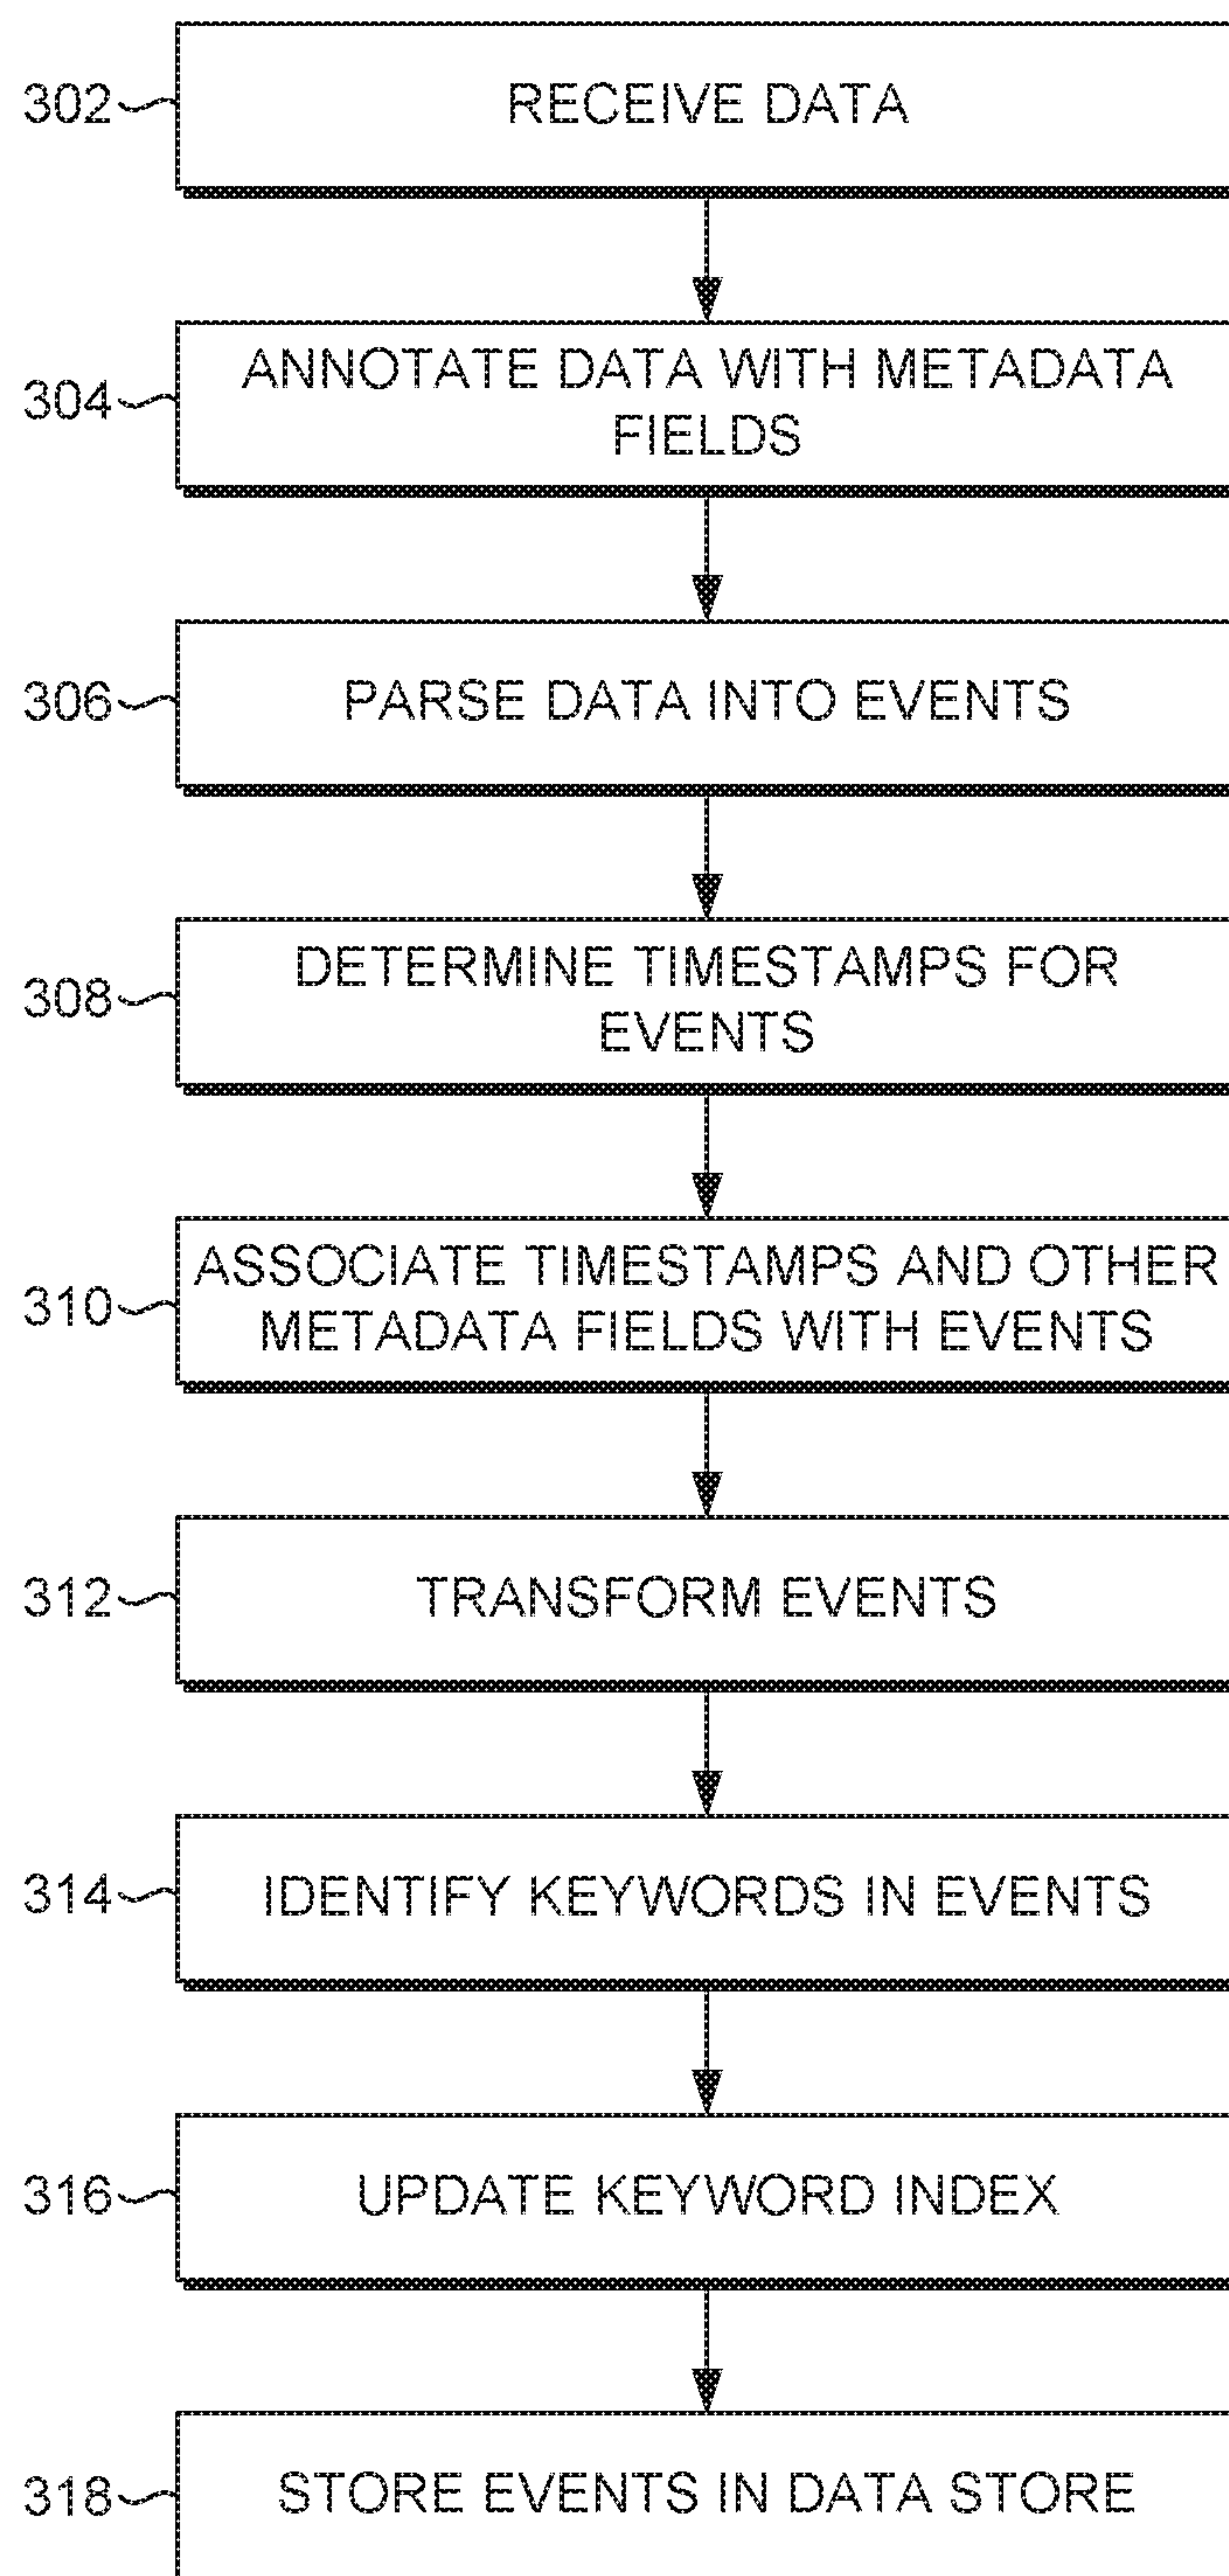 302
RECEIVE DATA
304
ANNOTATE DATA WITH METADATA
FIELDS
306
PARSE DATA INTO EVENTS
308
DETERMINE TIMESTAMPS FOR
EVENTS
310
ASSOCIATE TIMESTAMPS AND OTHER
METADATA FIELDS WITH EVENTS
312
TRANSFORM EVENTS
314
IDENTIFY KEYWORDS IN EVENTS
316
UPDATE KEYWORD INDEX
318
STORE EVENTS IN DATA STORE